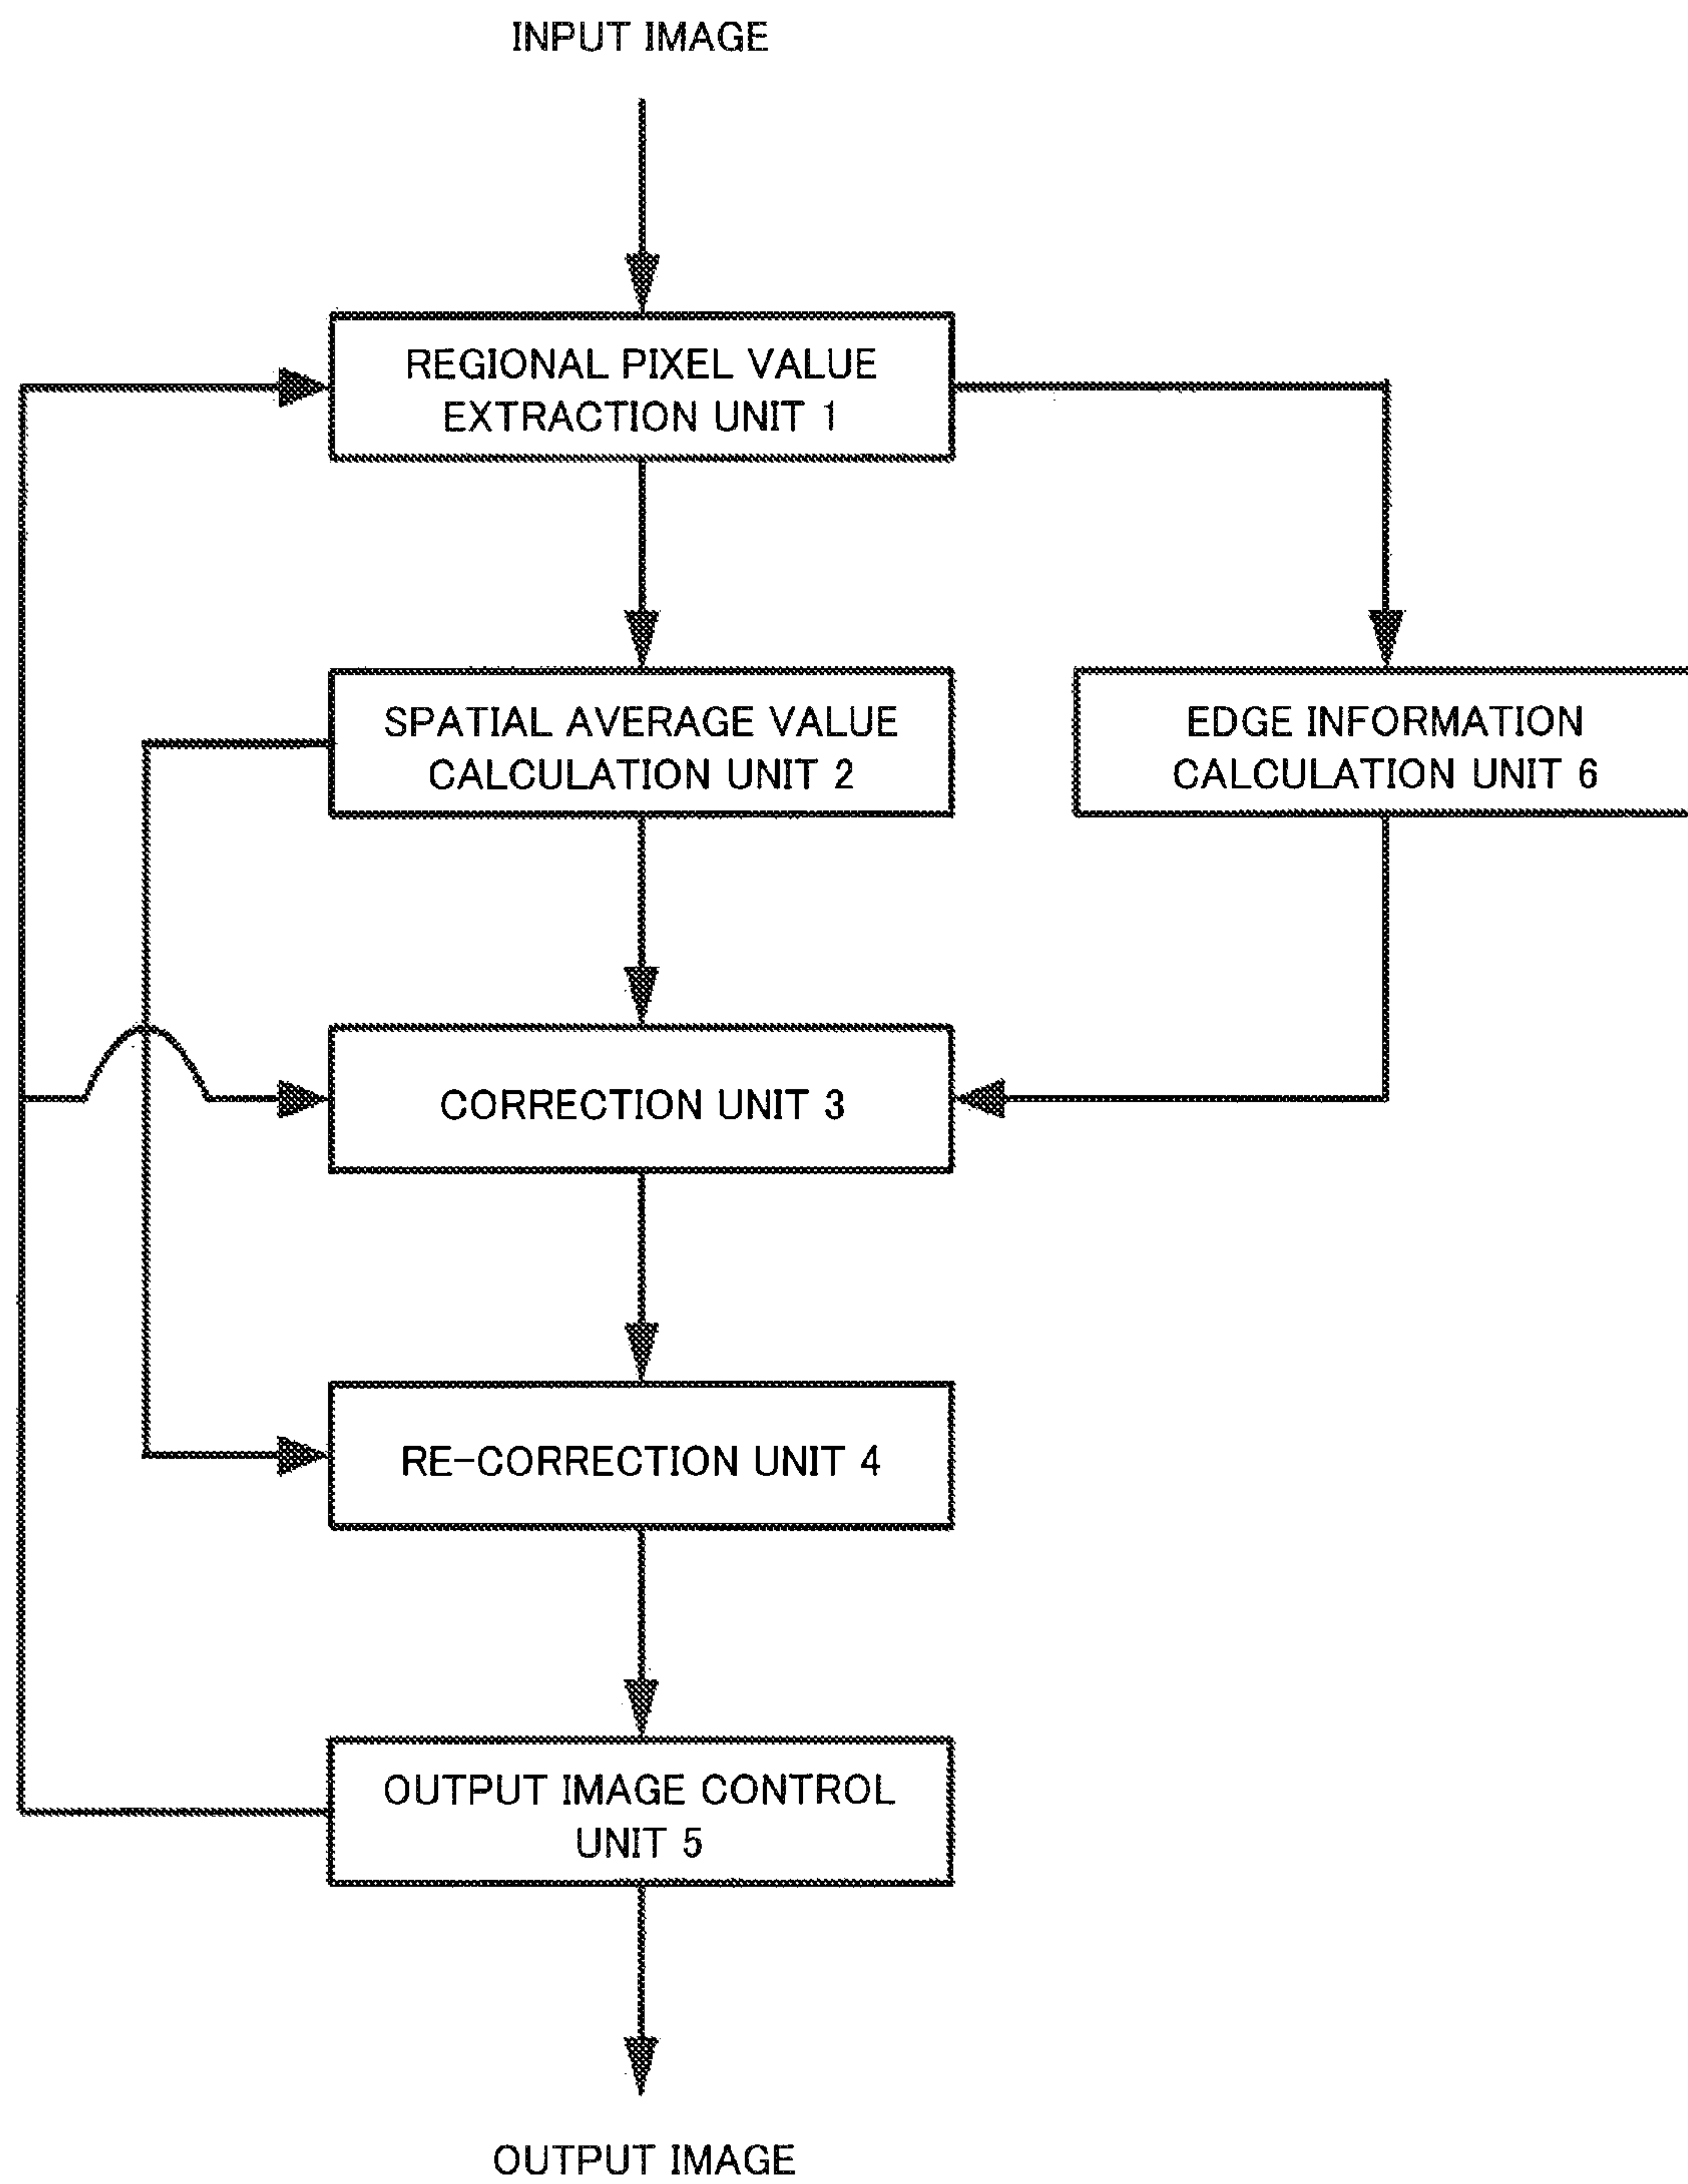 INPUT IMAGE
REGIONAL PIXEL VALUE
EXTRACTION UNIT 1
SPATIAL AVERAGE VALUE
CALCULATION UNIT 2
EDGE INFORMATION
CALCULATION UNIT 6
CORRECTION UNIT 3
RE-CORRECTION UNIT 4
OUTPUT IMAGE CONTROL
UNIT 5
OUTPUT IMAGE